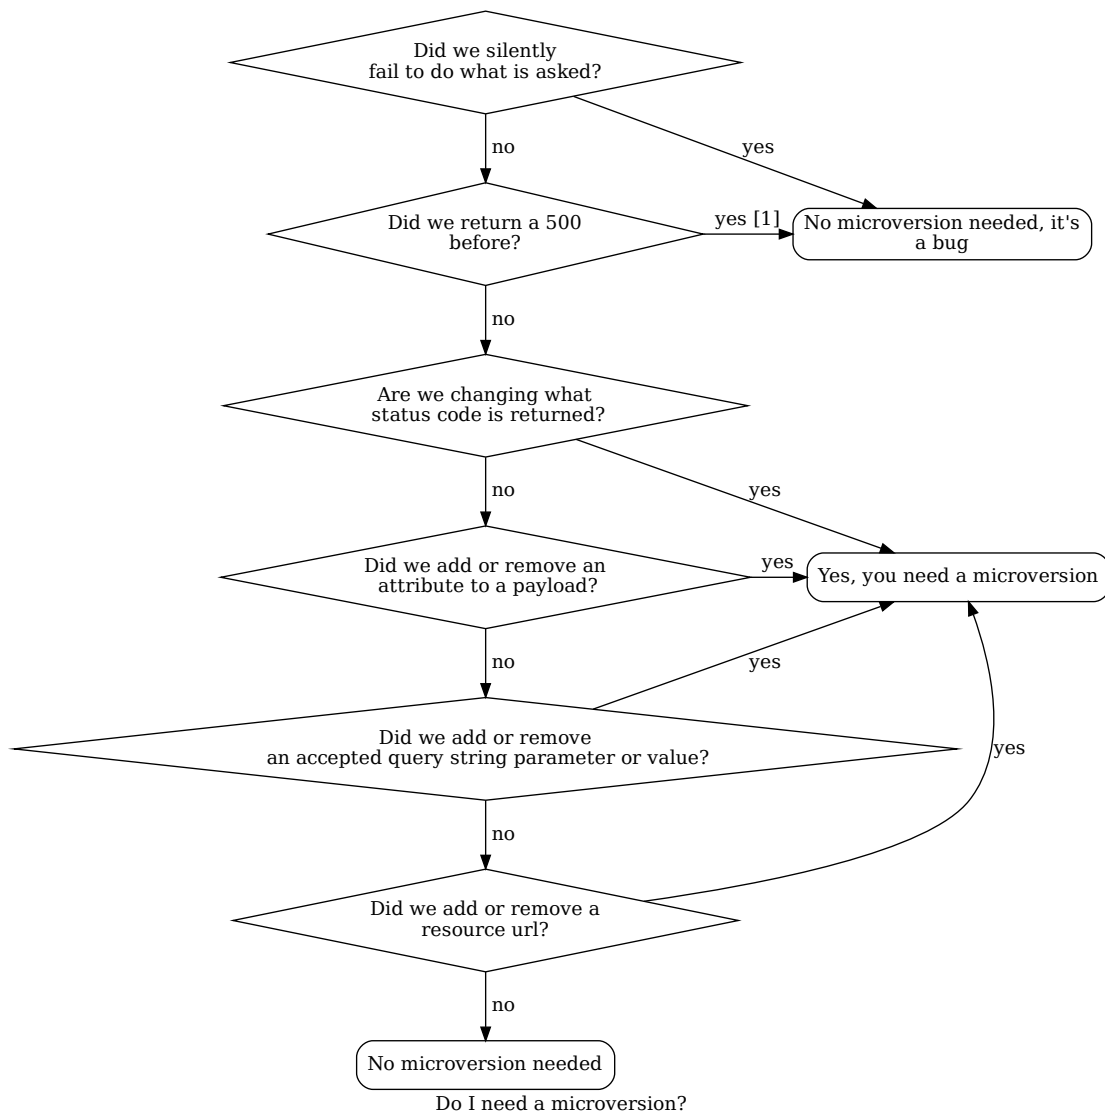 Did we silently
fail to do what is asked?
no
yes
Did we return a 500
before?
yes [1]
No microversion needed, it's
a bug
no
Are we changing what
status code is returned?
no
yes
Did we add or remove an
attribute to a payload?
yes
Yes, you need a microversion
no
yes
Did we add or remove
an accepted query string parameter or value?
yes
no
Did we add or remove a
resource url?
no
No microversion needed
Do I need a microversion?